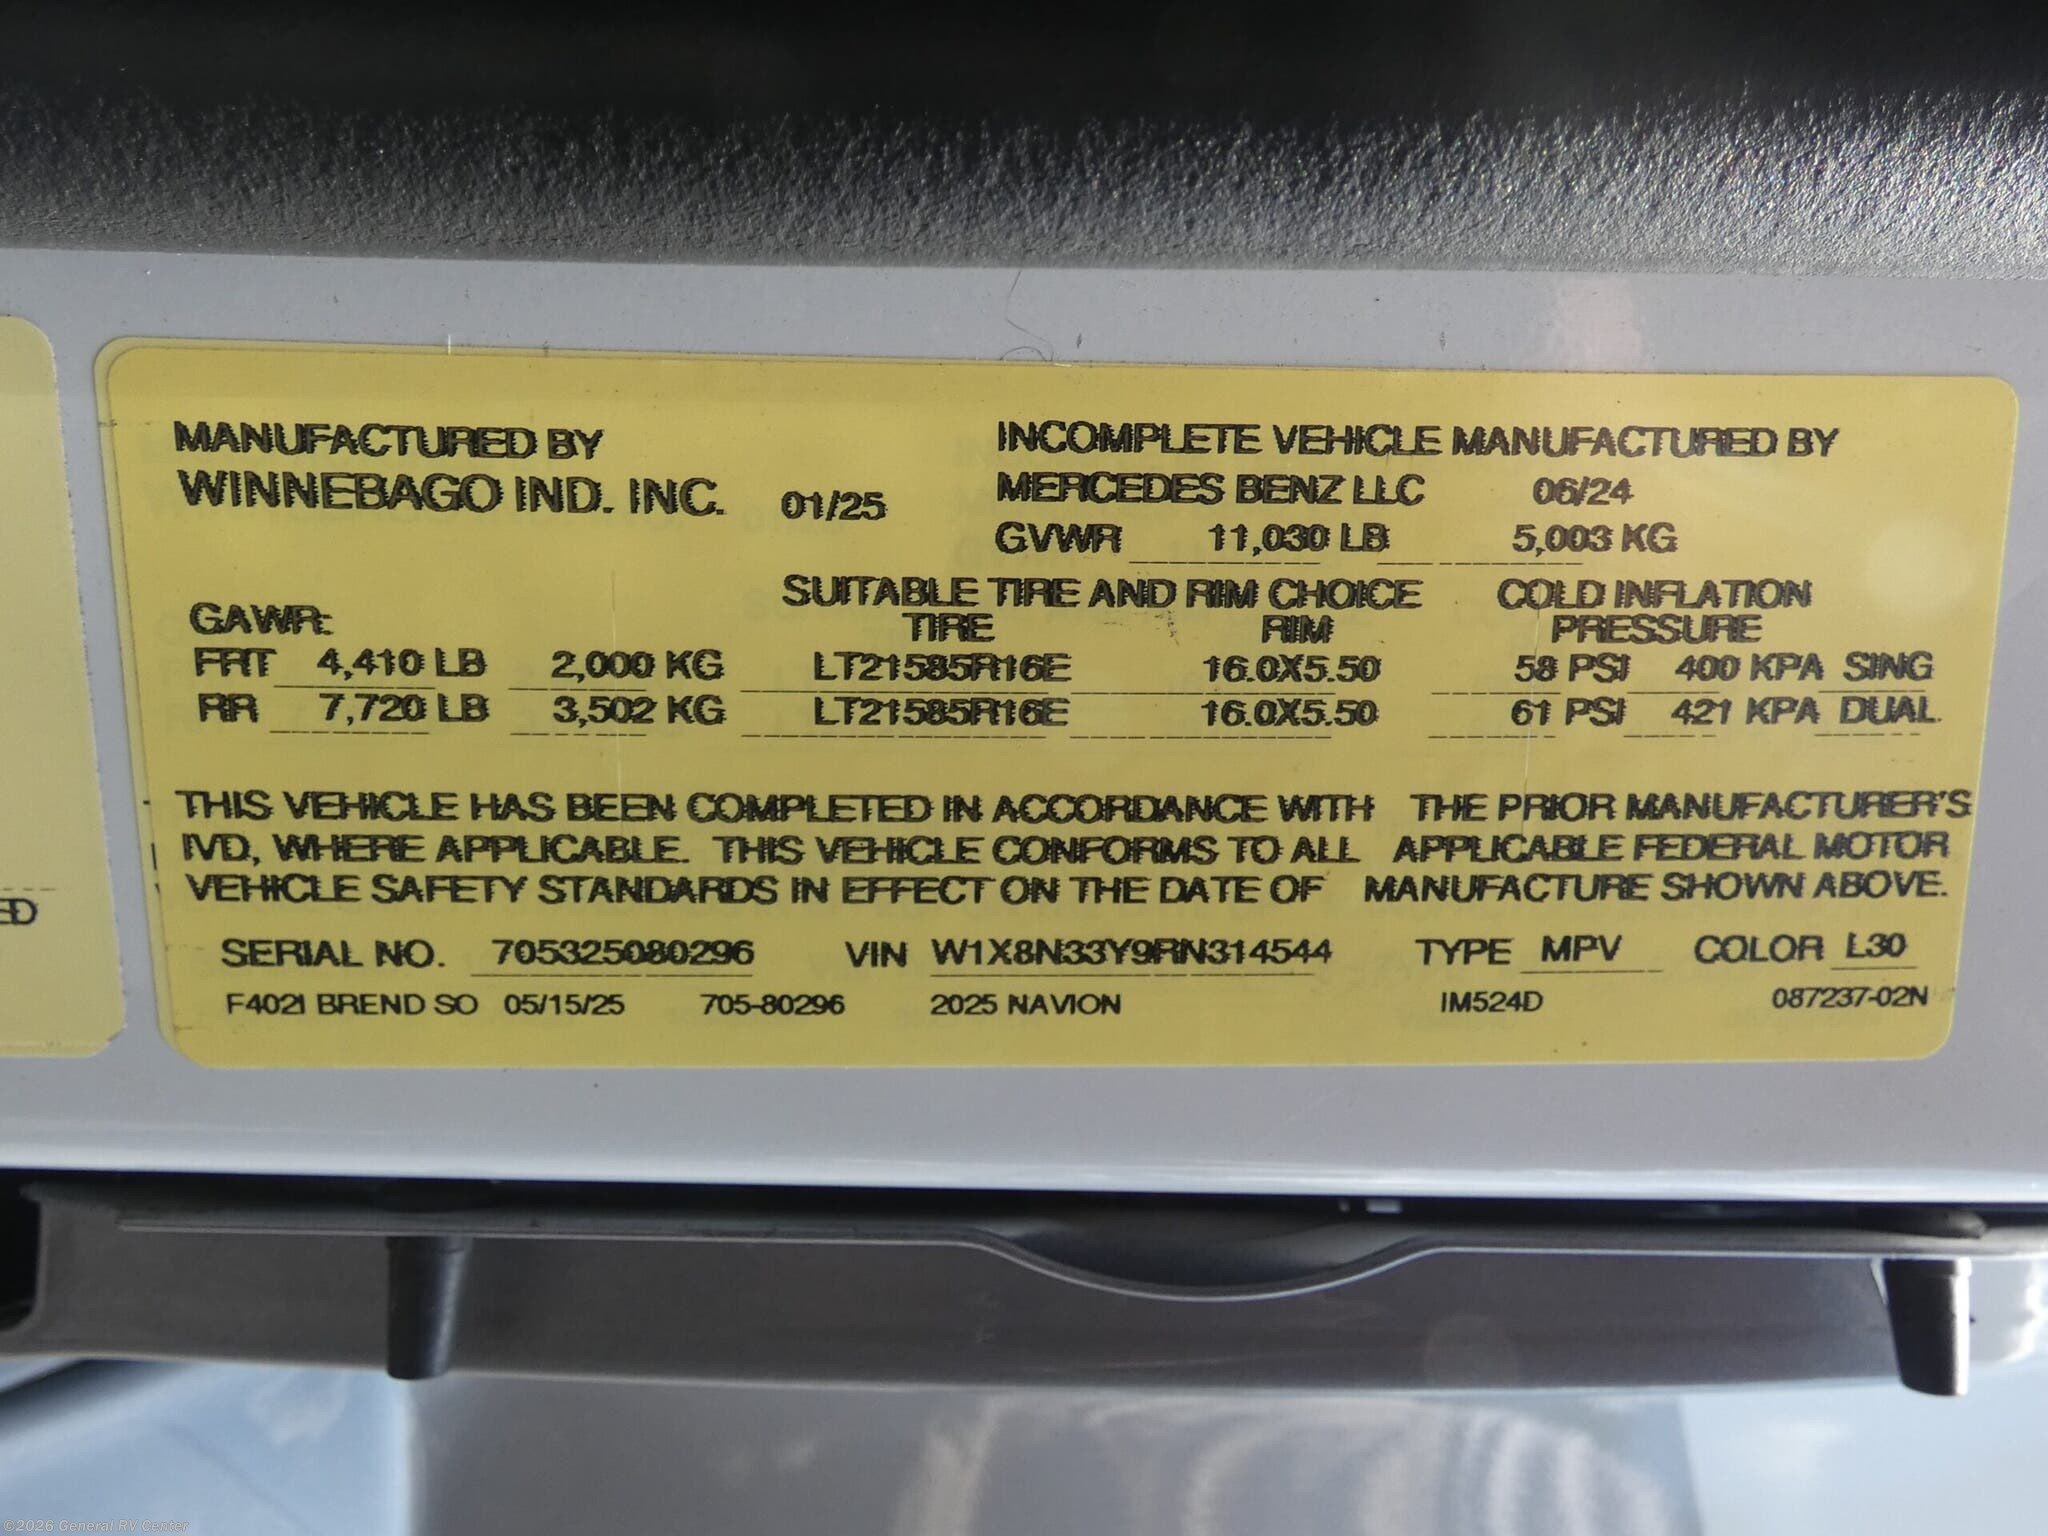 MANUFACTURED BY
WINNEBAGO IND. INC. 01/25
INCOMPLETE VEHICLE MANUFACTURED BY
MERCEDES BENZ LLC 06/24
GVWR 11,030 LB 5,003 KG
SUITABLE TIRE AND RIM CHOICE COLD INFLATION
GAWR: TIRE RIM PRESSURE
FRT 4,410 LB 2,000 KG LT21585R16E 16.0X5.50 58 PSI 400 KPA SING
RR 7,720 LB 3,502 KG LT21585R16E 16.0X5.50 61 PSI 421 KPA DUAL
THIS VEHICLE HAS BEEN COMPLETED IN ACCORDANCE WITH THE PRIOR MANUFACTURER'S
IVD, WHERE APPLICABLE. THIS VEHICLE CONFORMS TO ALL APPLICABLE FEDERAL MOTOR
VEHICLE SAFETY STANDARDS IN EFFECT ON THE DATE OF MANUFACTURE SHOWN ABOVE.
SERIAL NO. 705325080296 VIN W1X8N33Y9RN314544 TYPE MPV COLOR L30
F402I BREND SO 05/15/25 705-80296 2025 NAVION IM524D 087237-02N
ED
©2026 General RV Center